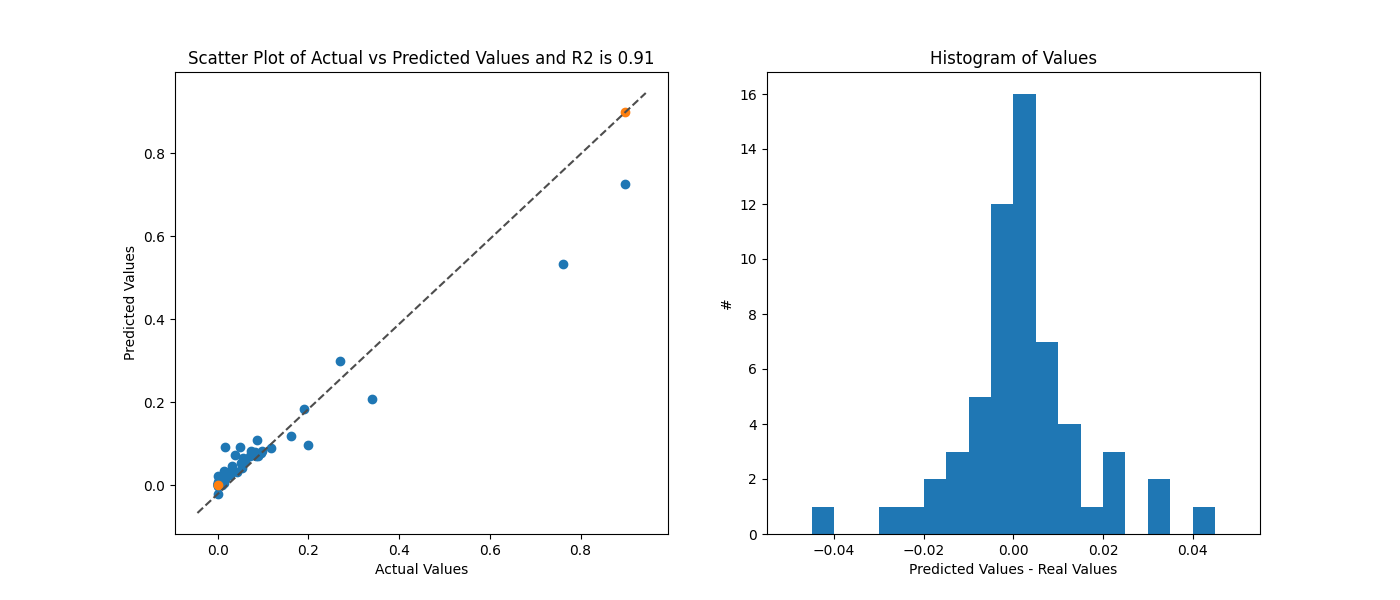 Scatter Plot of Actual vs Predicted Values and R2 is 0.91
Predicted Values
0.8
0.6
0.4
0.2
0.0
0.0 0.2 0.4 0.6 0.8
Actual Values
Histogram of Values
#
16
14
12
10
8
6
4
2
0
−0.04 −0.02 0.00 0.02 0.04
Predicted Values - Real Values